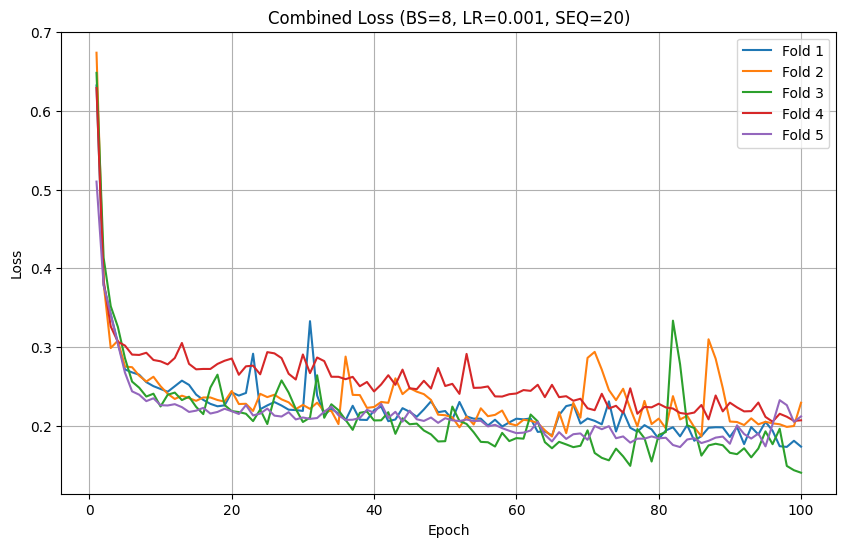 Combined Loss (BS=8, LR=0.001, SEQ=20)
0.7
0.6
0.5
0.4
0.3
0.2
Loss
0
20
40
60
80
100
Epoch
Fold 1
Fold 2
Fold 3
Fold 4
Fold 5